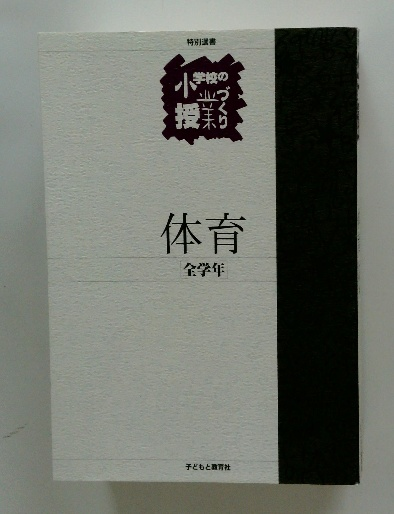 特別選書
小学校の
授業づくり
体育
[全学年]
子どもと教育社